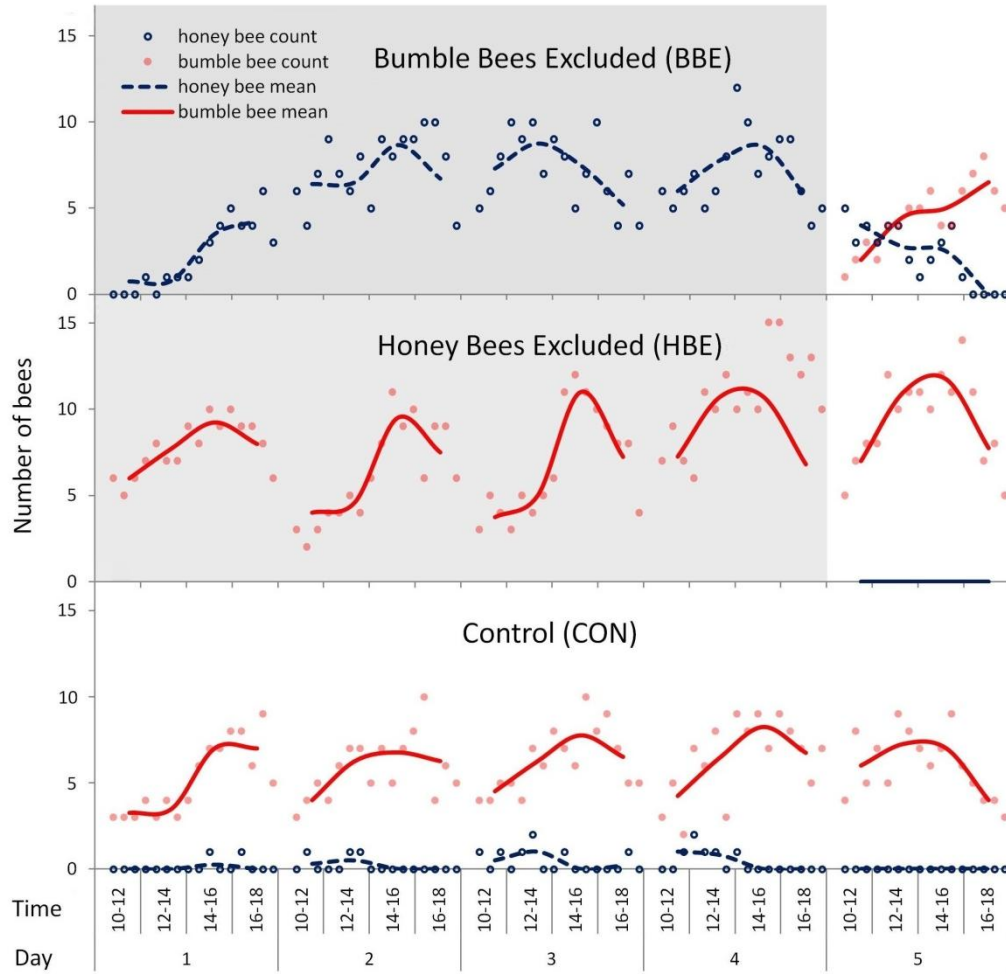 15
honey bee count
bumble bee count
honey bee mean
bumble bee mean
Bumble Bees Excluded (BBE)
10
5
0
15
Honey Bees Excluded (HBE)
10
5
0
Number of bees
15
Control (CON)
10
5
0
Time
10-12 12-14 14-16 16-18 10-12 12-14 14-16 16-18 10-12 12-14 14-16 16-18 10-12 12-14 14-16 16-18 10-12 12-14 14-16 16-18
Day 1 2 3 4 5